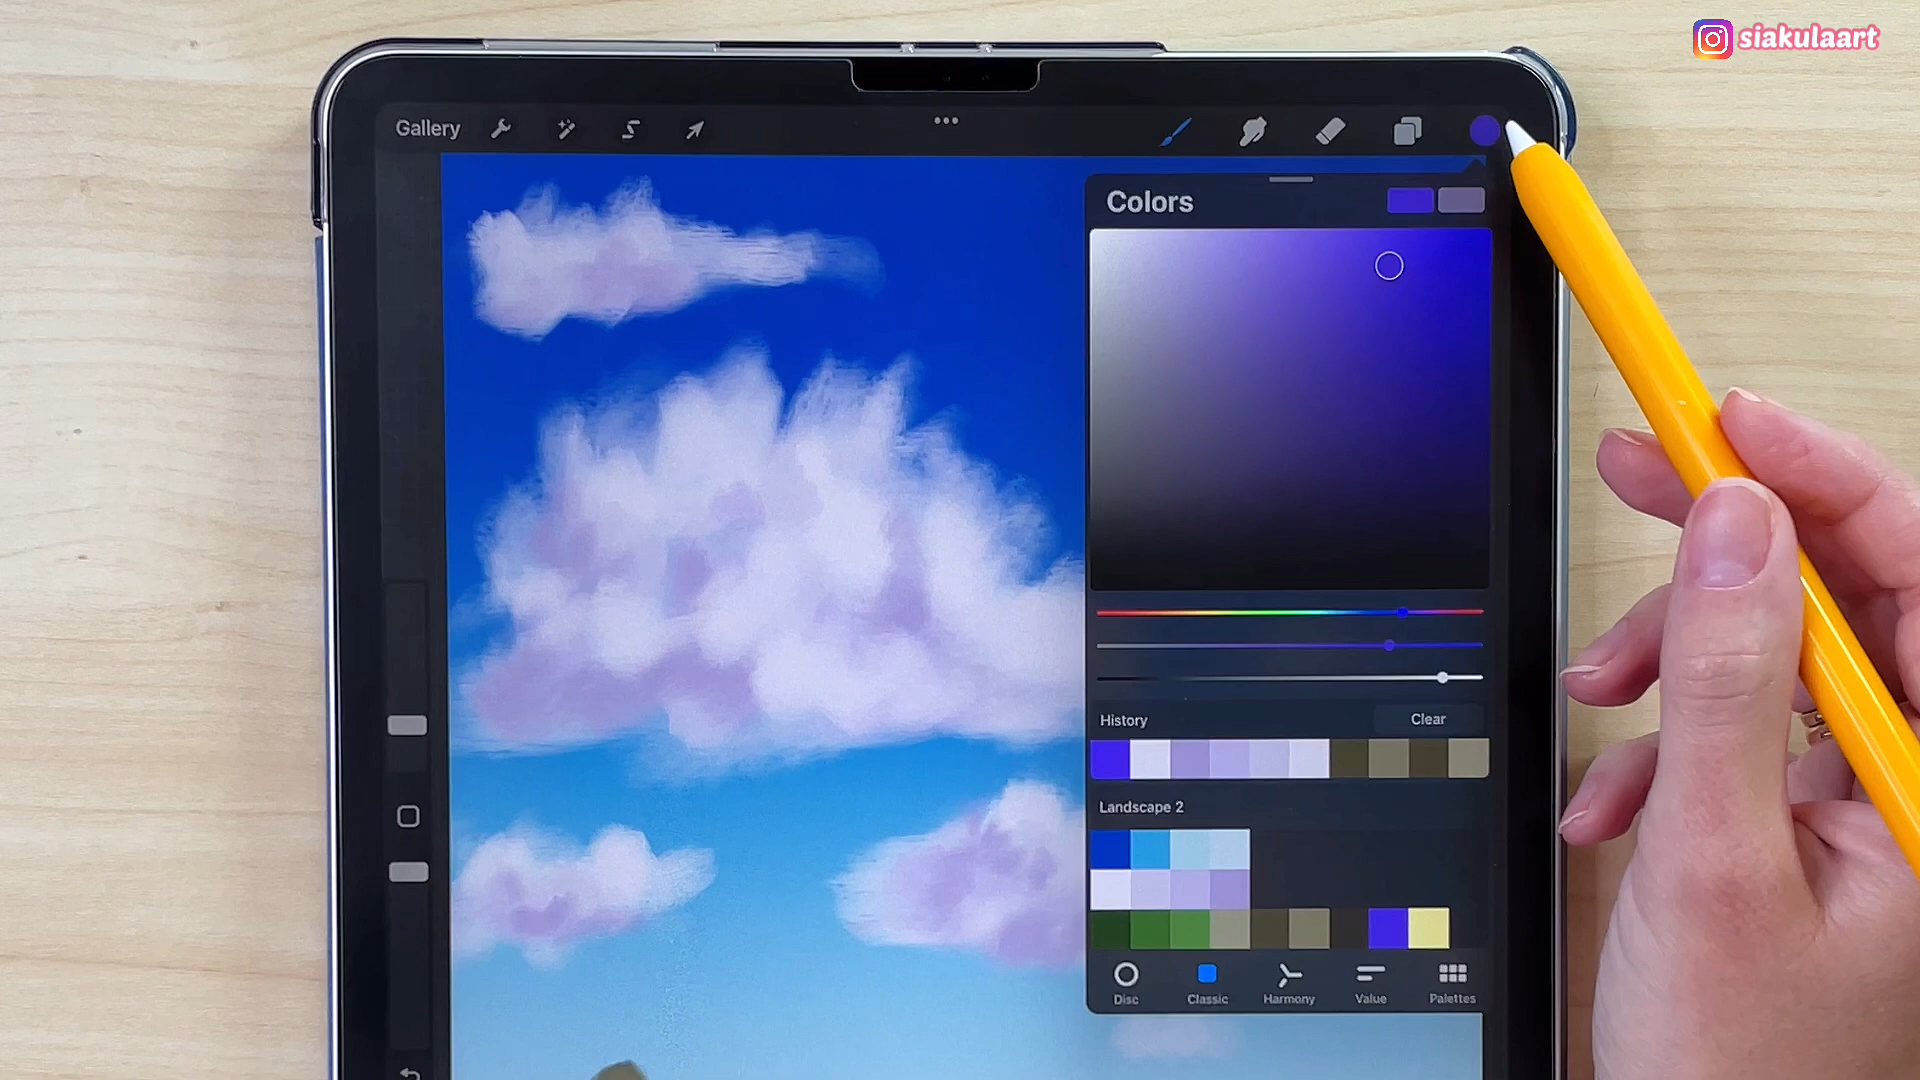 siakulaart
Gallery
Colors
History
Clear
Landscape 2
Disc
Classic
Harmony
Value
Palettes